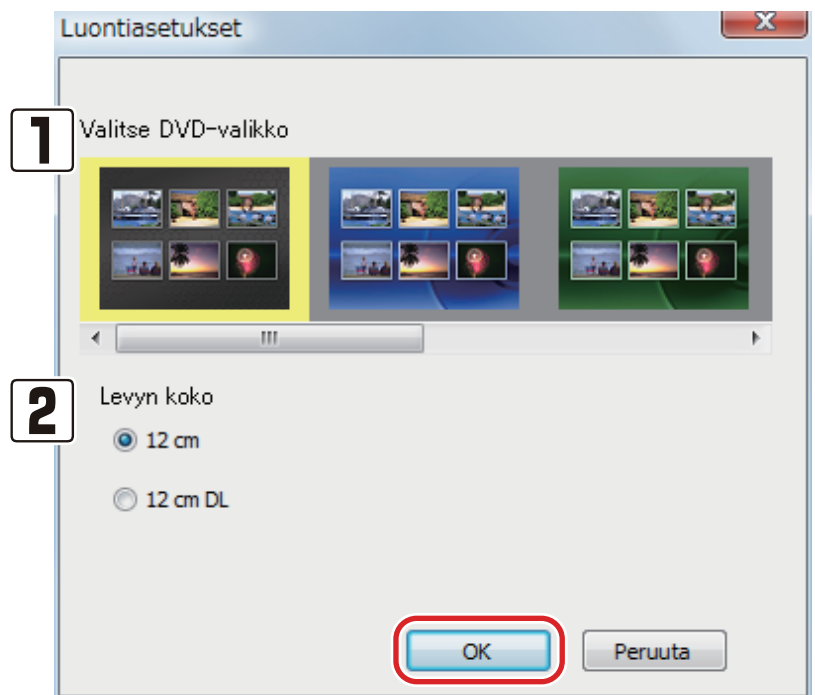 Luontiasetukset
1
Valitse DVD-valikko
2
Levyn koko
12 cm
12 cm DL
OK
Peruuta